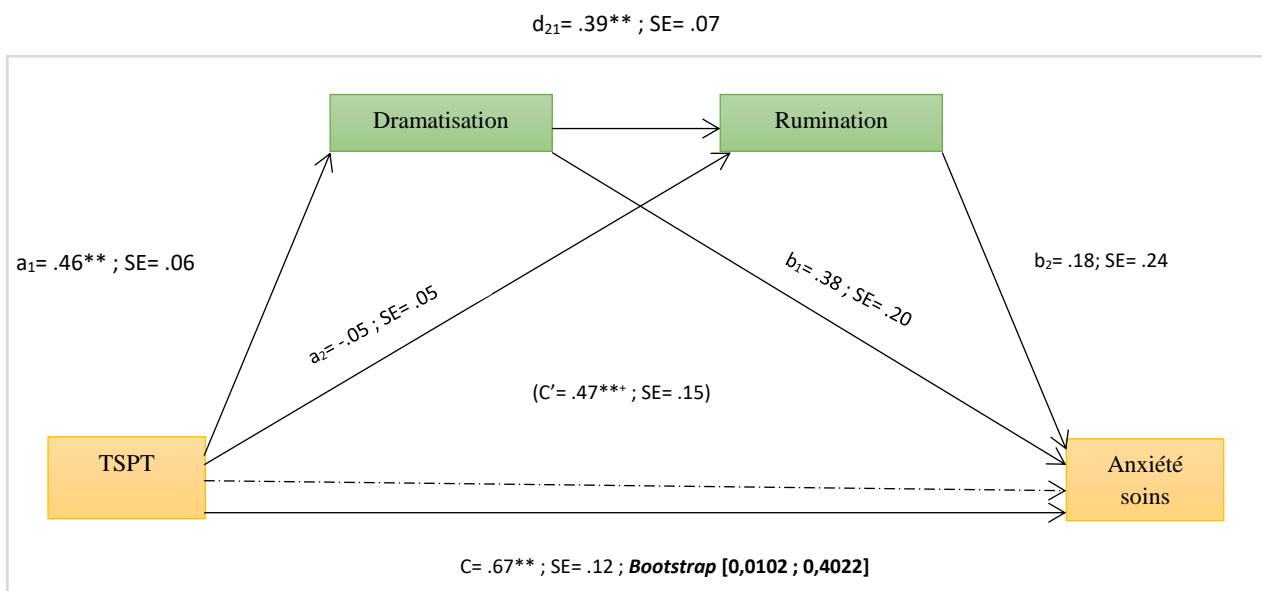 d₂₁= .39** ; SE= .07
Dramatisation
Rumination
a₁= .46** ; SE= .06
a₂= -.05 ; SE= .05
b₁= .38 ; SE= .20
b₂= .18; SE= .24
(C’= .47**⁺ ; SE= .15)
TSPT
Anxiété
soins
C= .67** ; SE= .12 ; Bootstrap [0,0102 ; 0,4022]